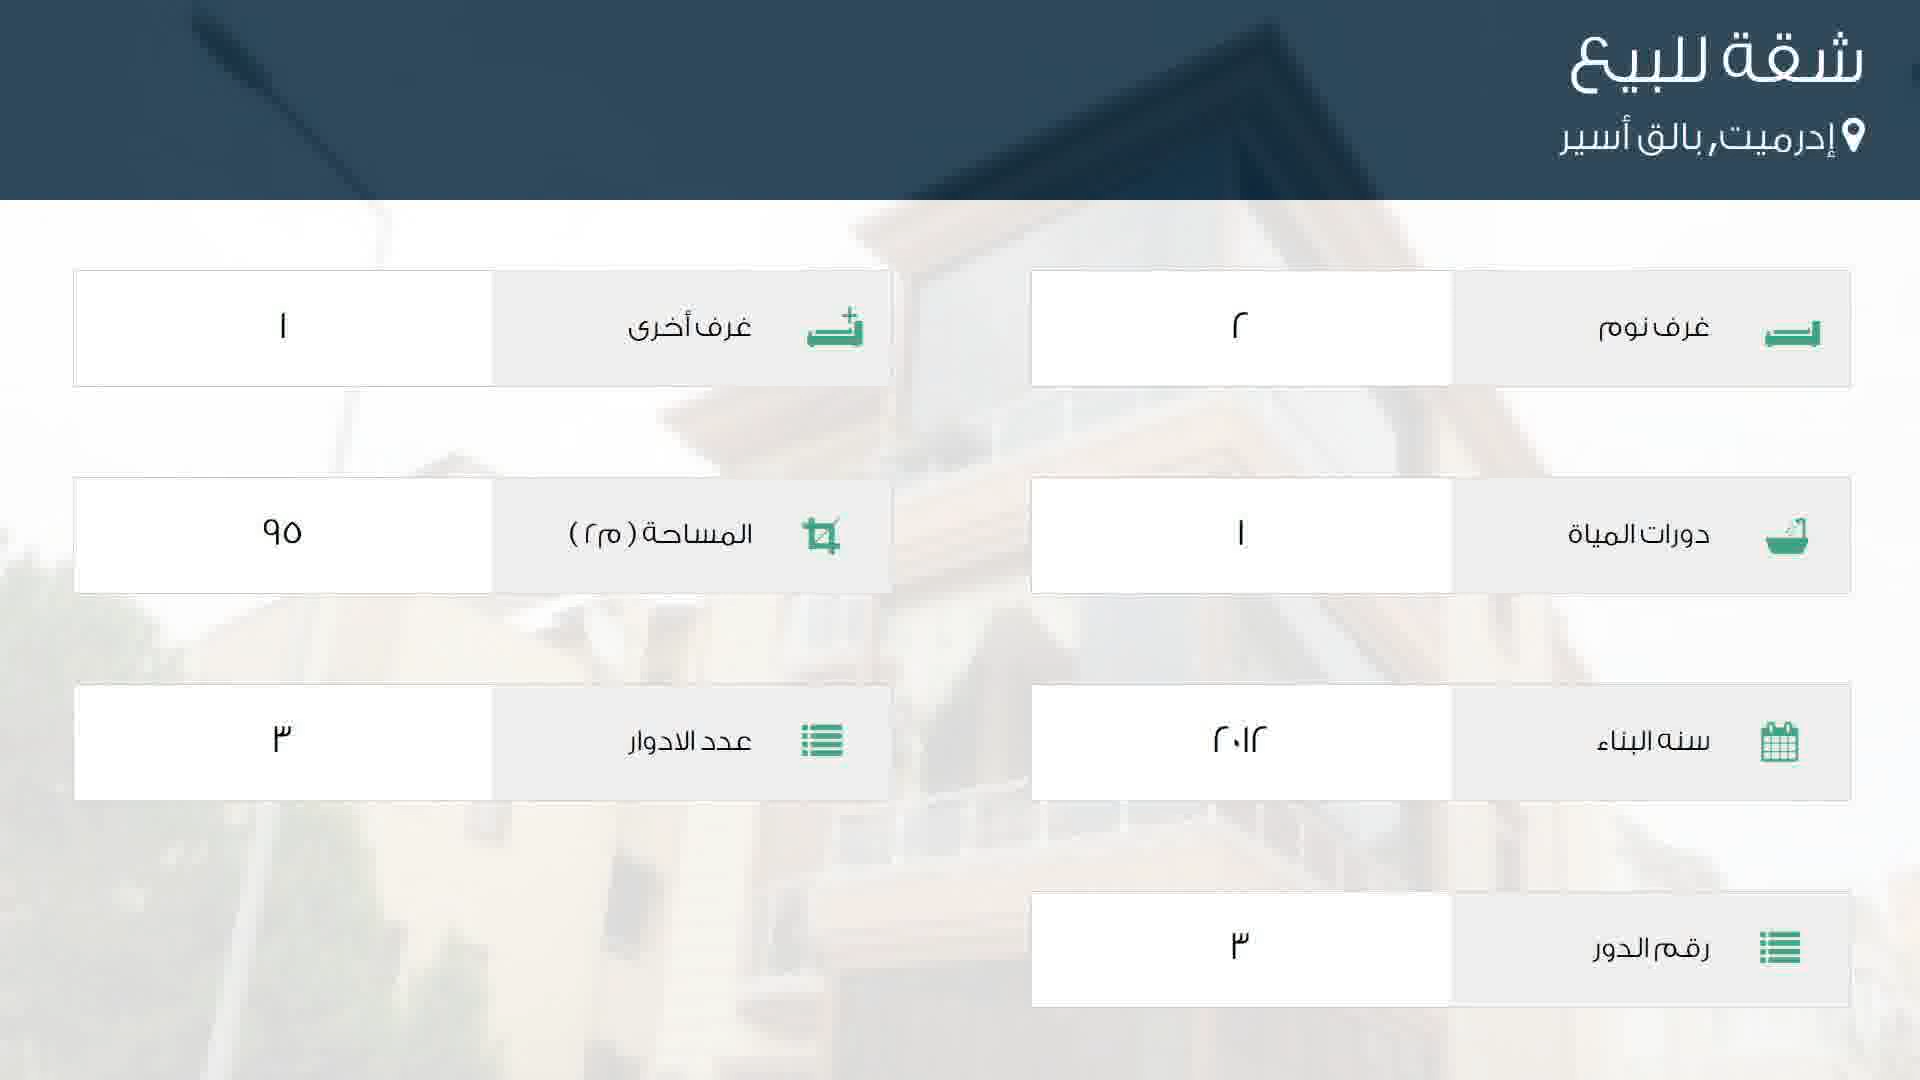 شقة للبيع
إدرميت, بالق أسير
غرف نوم
٢
غرف أخرى
١
دورات المياة
١
المساحة (م٢)
٩٥
سنه البناء
٢٠١٢
عدد الادوار
٣
رقم الدور
٣